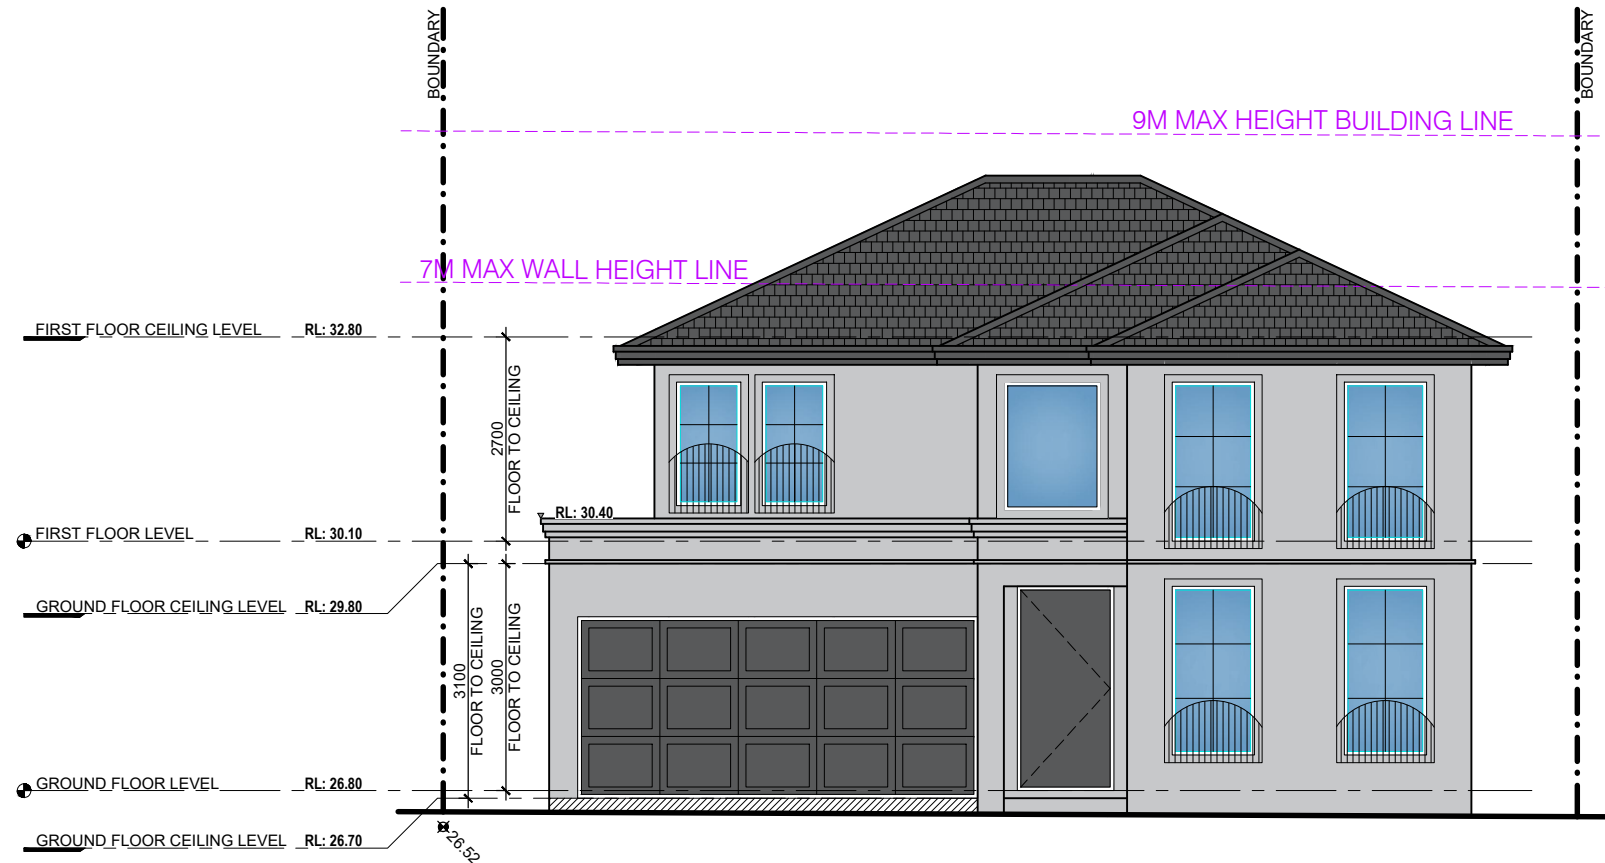 BOUNDARY
BOUNDARY
9M MAX HEIGHT BUILDING LINE
7M MAX WALL HEIGHT LINE
FIRST FLOOR CEILING LEVEL RL: 32.80
2700
FLOOR TO CEILING
RL: 30.40
FIRST FLOOR LEVEL RL: 30.10
GROUND FLOOR CEILING LEVEL RL: 29.80
3100
FLOOR TO CEILING
3000
FLOOR TO CEILING
GROUND FLOOR LEVEL RL: 26.80
GROUND FLOOR CEILING LEVEL RL: 26.70
26.52